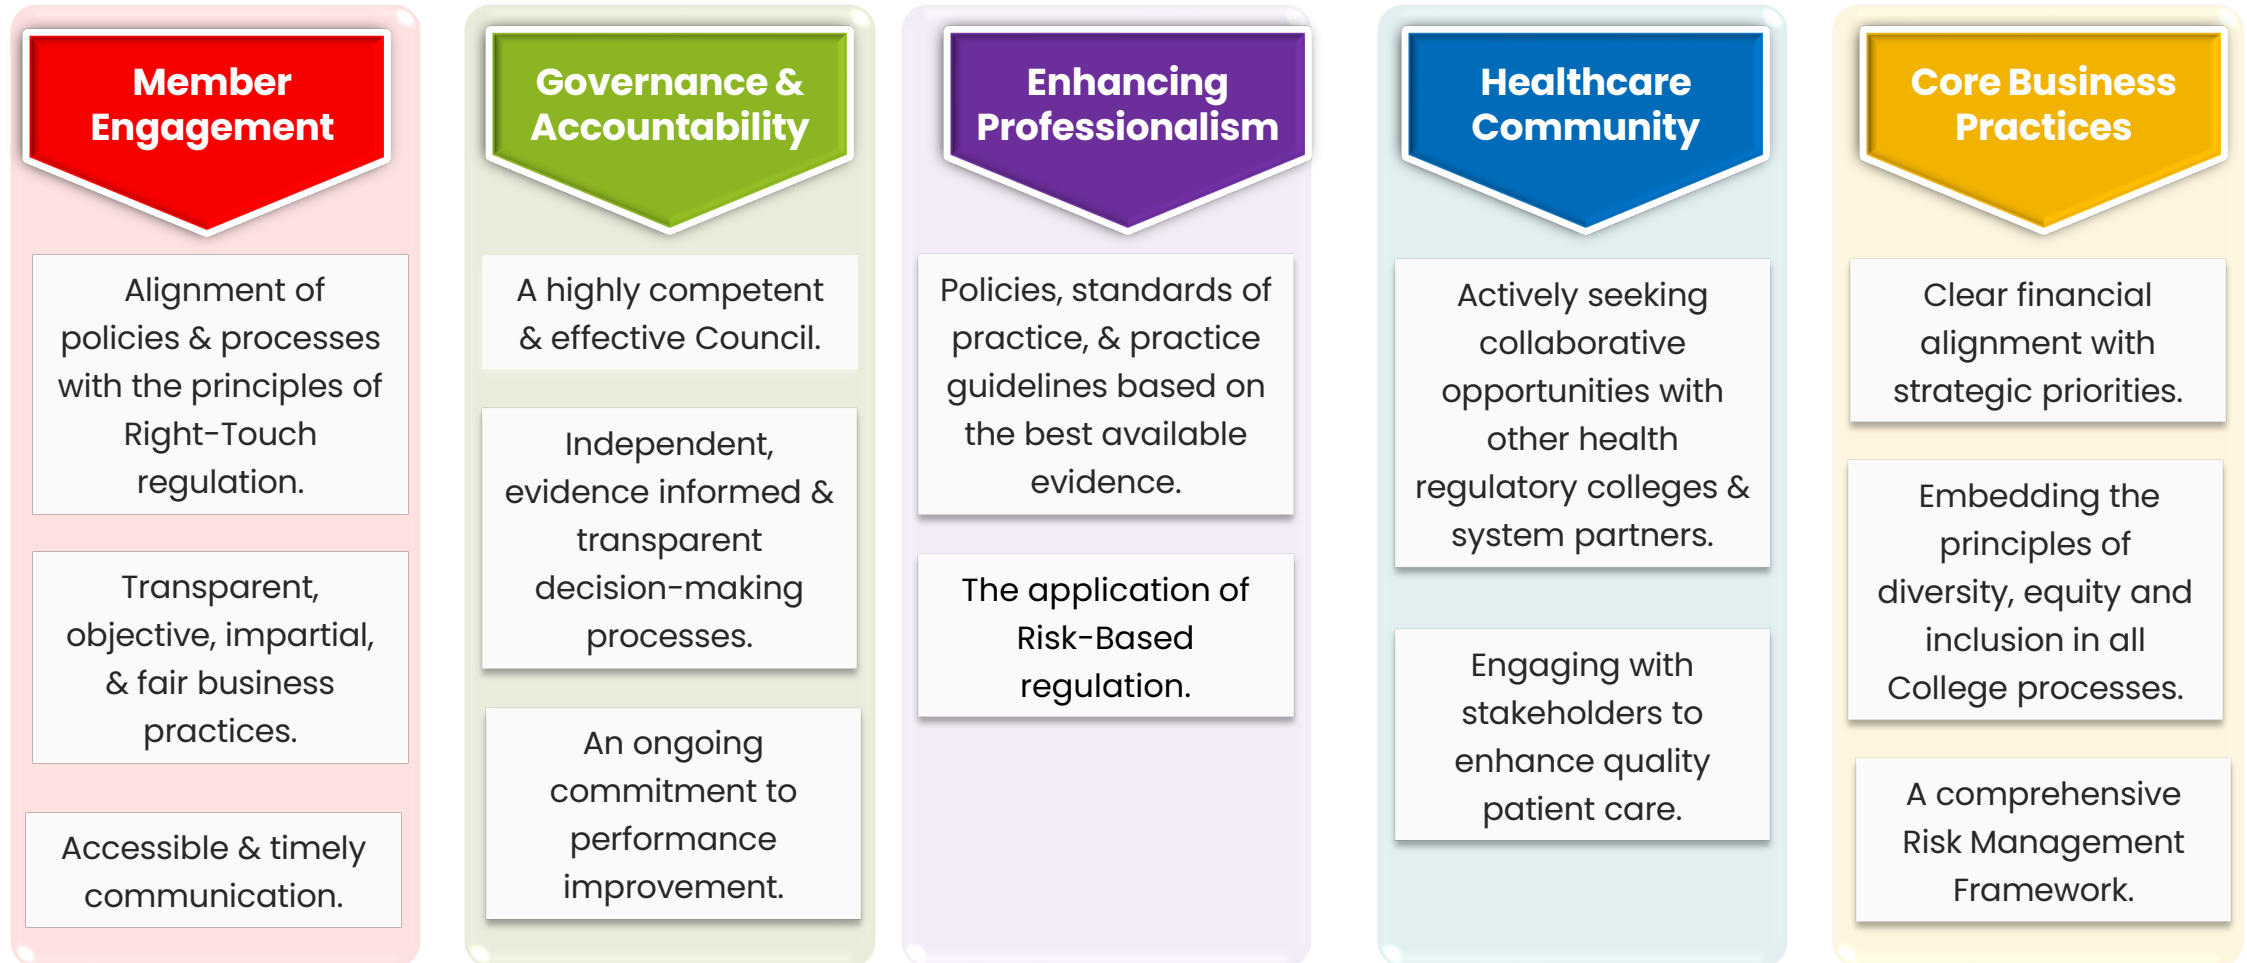 Member
Engagement
Alignment of
policies & processes
with the principles of
Right-Touch
regulation.
Transparent,
objective, impartial,
& fair business
practices.
Accessible & timely
communication.
Governance &
Accountability
A highly competent
& effective Council.
Independent,
evidence informed &
transparent
decision-making
processes.
An ongoing
commitment to
performance
improvement.
Enhancing
Professionalism
Policies, standards of
practice, & practice
guidelines based on
the best available
evidence.
The application of
Risk-Based
regulation.
Healthcare
Community
Actively seeking
collaborative
opportunities with
other health
regulatory colleges &
system partners.
Engaging with
stakeholders to
enhance quality
patient care.
Core Business
Practices
Clear financial
alignment with
strategic priorities.
Embedding the
principles of
diversity, equity and
inclusion in all
College processes.
A comprehensive
Risk Management
Framework.